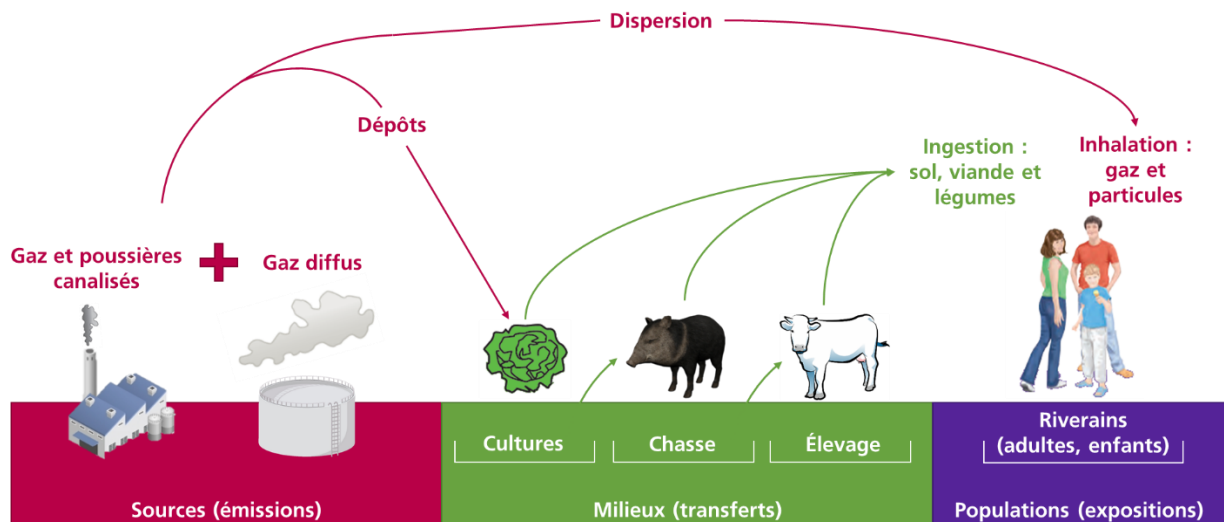 Dispersion
Dépôts
Ingestion :
sol, viande et
légumes
Inhalation :
gaz et
particules
Gaz et poussières
canalisés
Gaz diffus
Cultures
Chasse
Élevage
Riverains
(adultes, enfants)
Sources (émissions)
Milieux (transferts)
Populations (expositions)